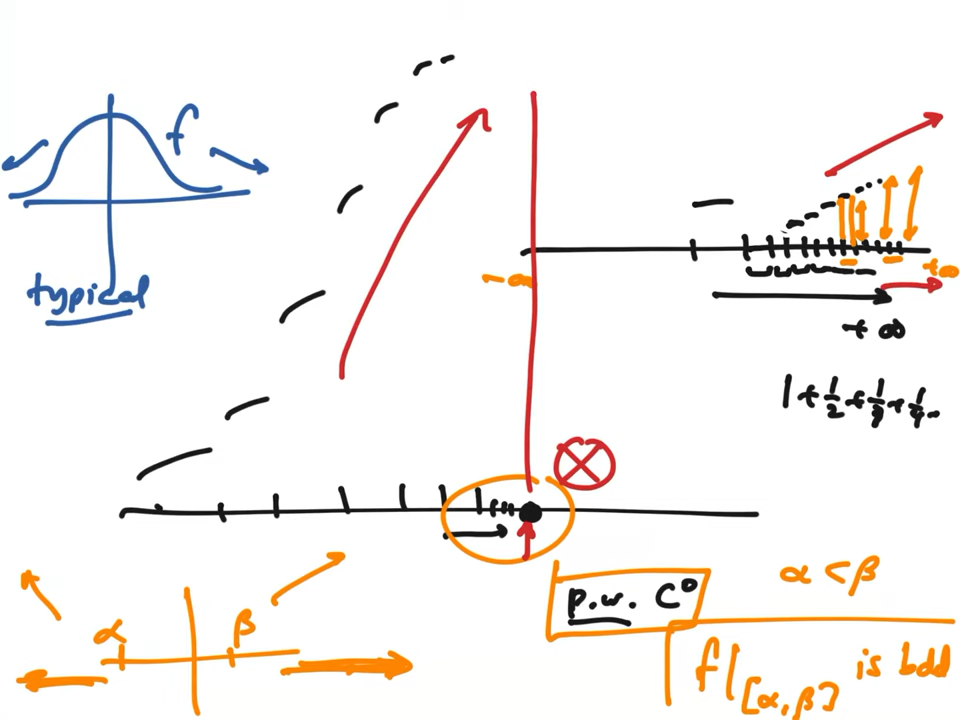 f
typical
-∞
+∞
+∞
1 + 1/2 + 1/3 + 1/4 ...
α
β
p.w. C⁰
α < β
f|[α,β] is bdd